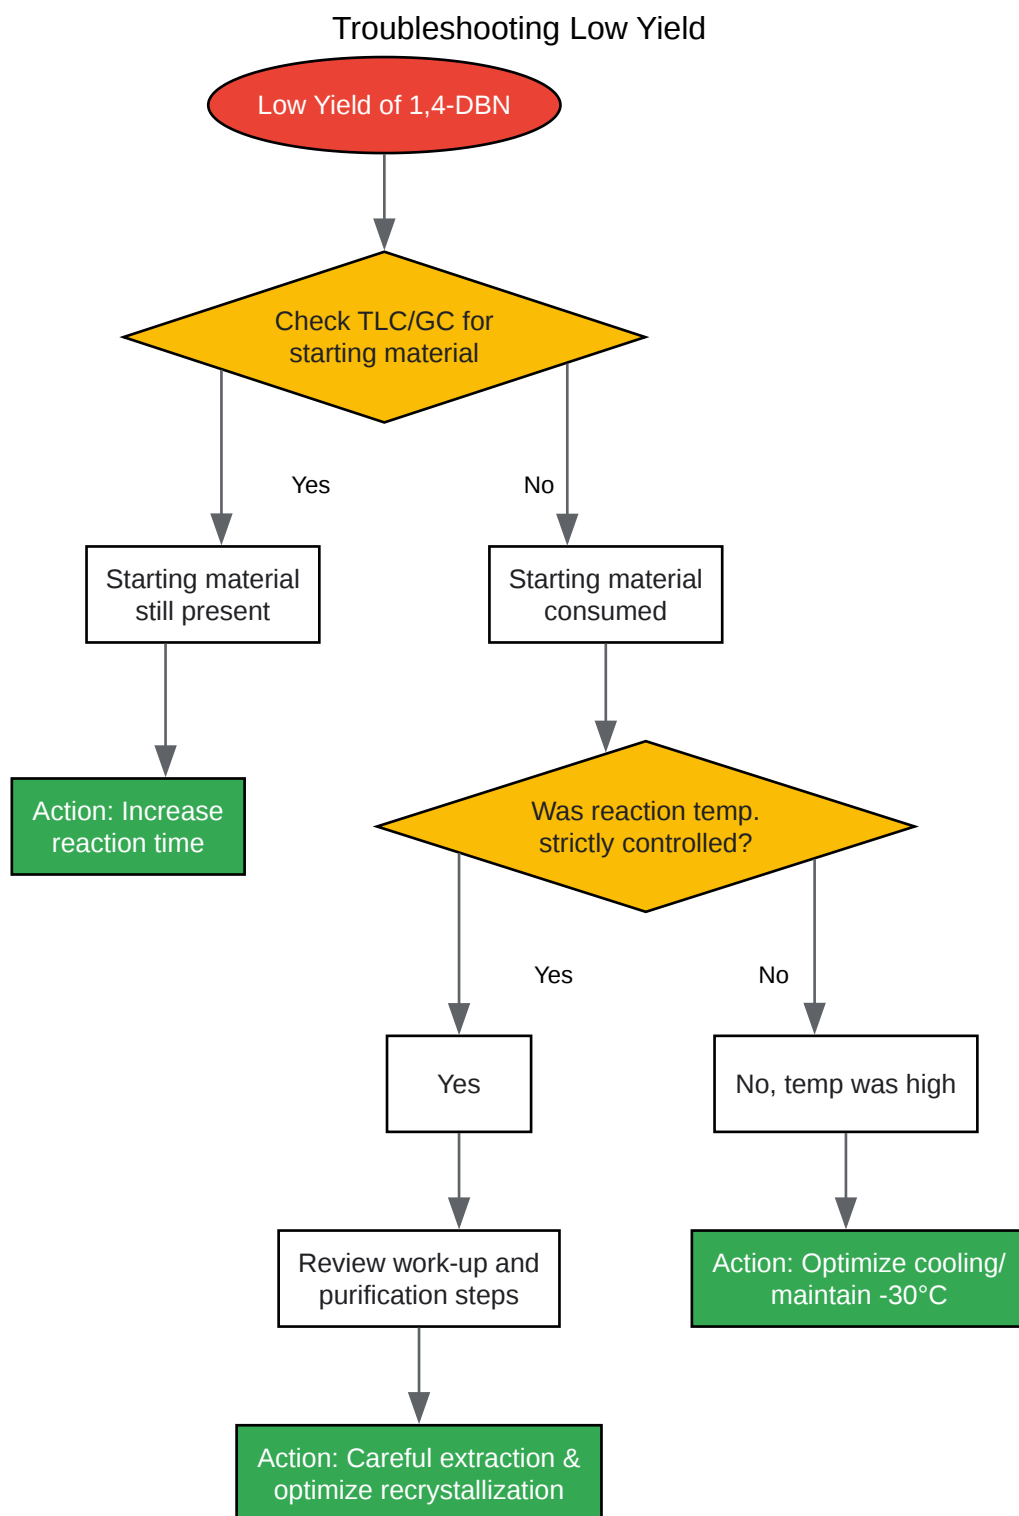 Troubleshooting Low Yield
Low Yield of 1,4-DBN
Check TLC/GC for
starting material
Yes
No
Starting material
still present
Starting material
consumed
Action: Increase
reaction time
Was reaction temp.
strictly controlled?
Yes
No
Yes
No, temp was high
Review work-up and
purification steps
Action: Optimize cooling/
maintain -30°C
Action: Careful extraction &
optimize recrystallization